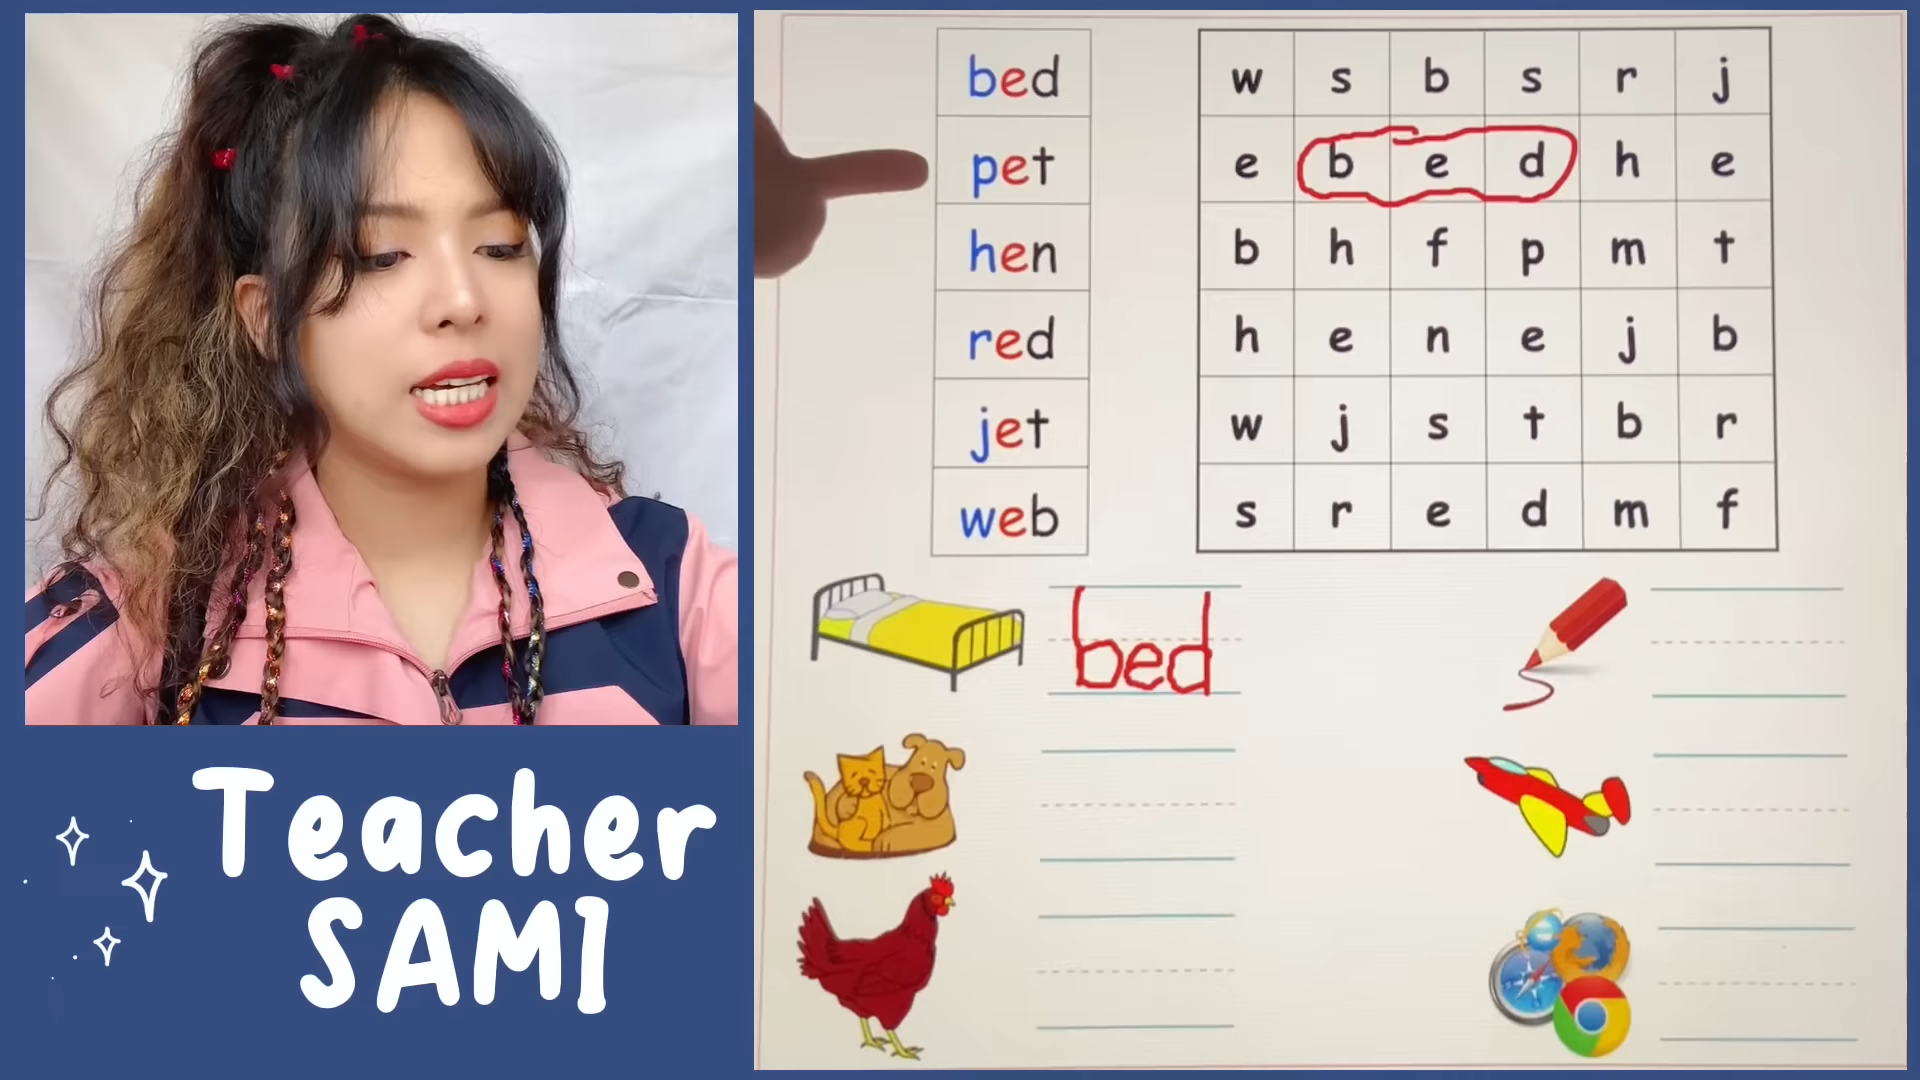 Teacher
SAMI
bed
pet
hen
red
jet
web
w s b s r j
e b e d h e
b h f p m t
h e n e j b
w j s t b r
s r e d m f
bed